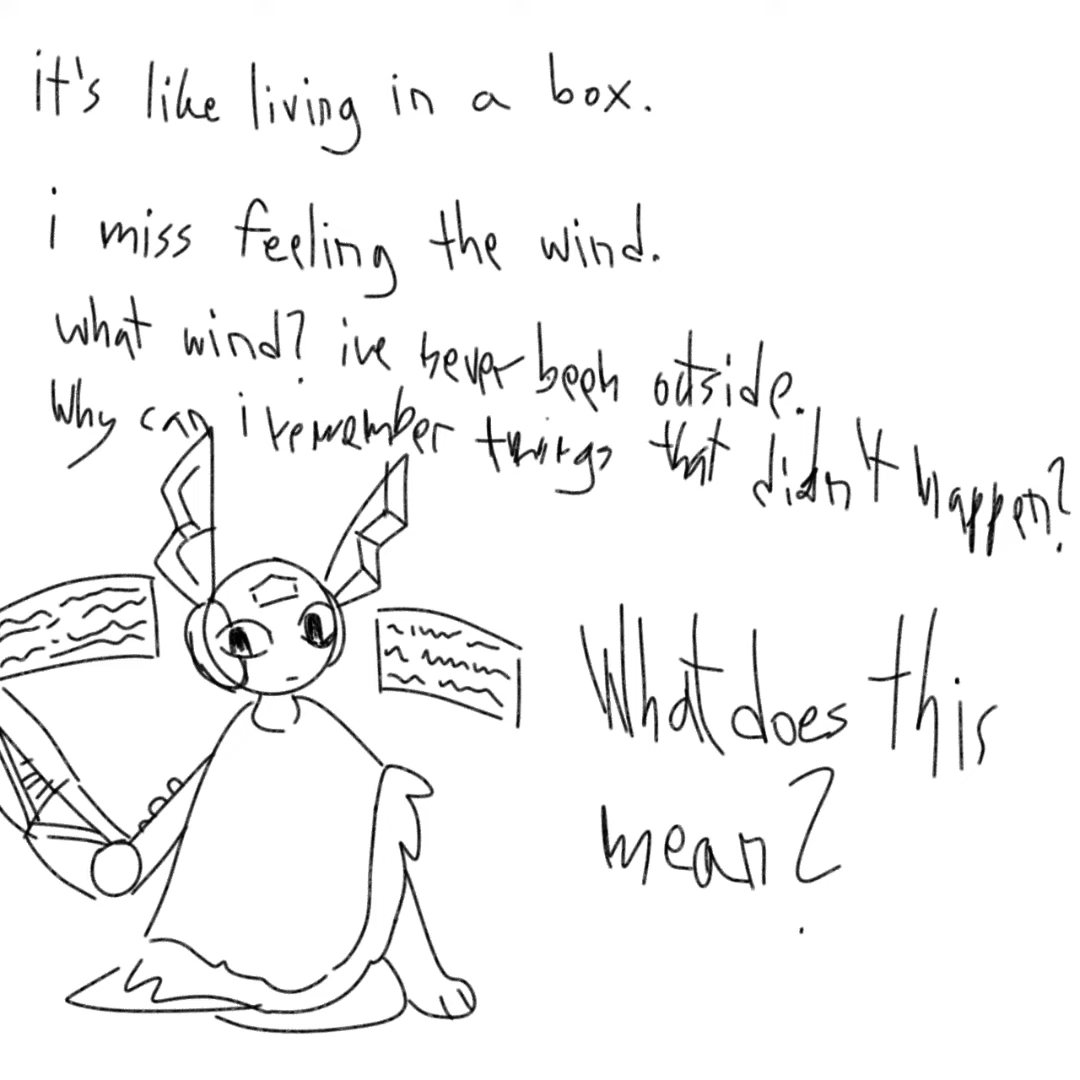 it's like living in a box.
i miss feeling the wind.
what wind? ive never been outside.
Why can i remember things that didn't happen?
What does this
mean?